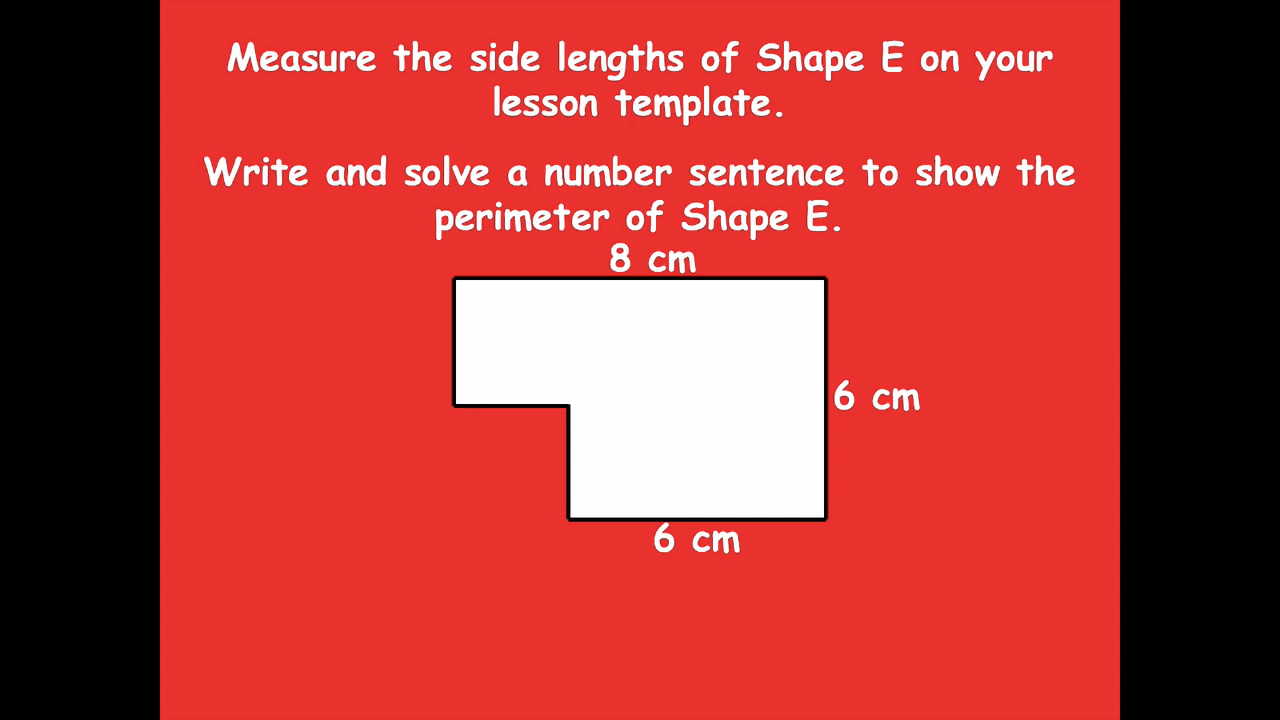 Measure the side lengths of Shape E on your
lesson template.
Write and solve a number sentence to show the
perimeter of Shape E.
8 cm
6 cm
6 cm